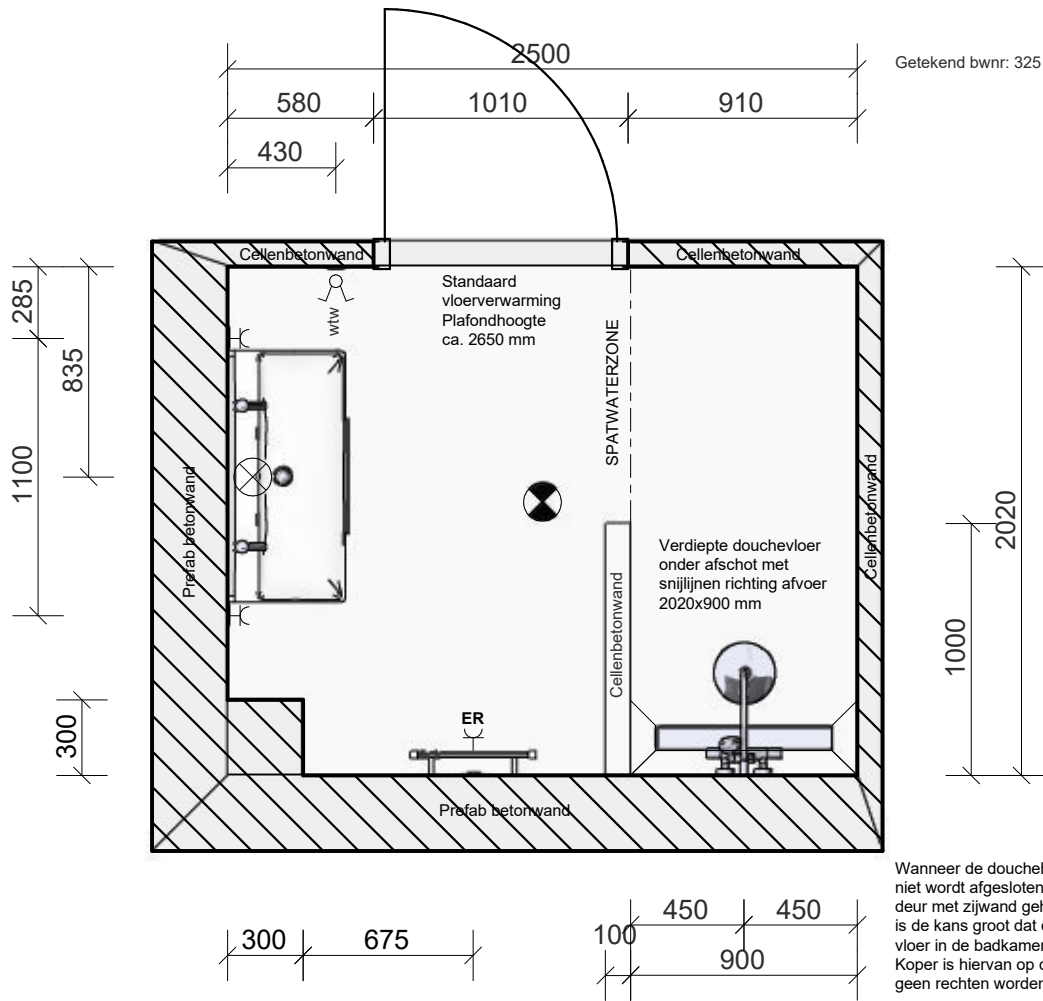 2500
Getekend bwnr: 325
580
1010
910
430
Cellenbetonwand
Cellenbetonwand
285
835
1100
300
wtw
Standaard
vloerverwarming
Plafondhoogte
ca. 2650 mm
SPATWATERZONE
Prefab betonwand
Cellenbetonwand
2020
1000
Verdiepte douchevloer
onder afschot met
snijlijnen richting afvoer
2020x900 mm
Cellenbetonwand
ER
Prefab betonwand
Wanneer de
niet wordt afgesloten
deur met zijwand
is de kans groot dat
vloer in de badkamer
Koper is hiervan op
geen rechten worden
300
675
100
450
450
900